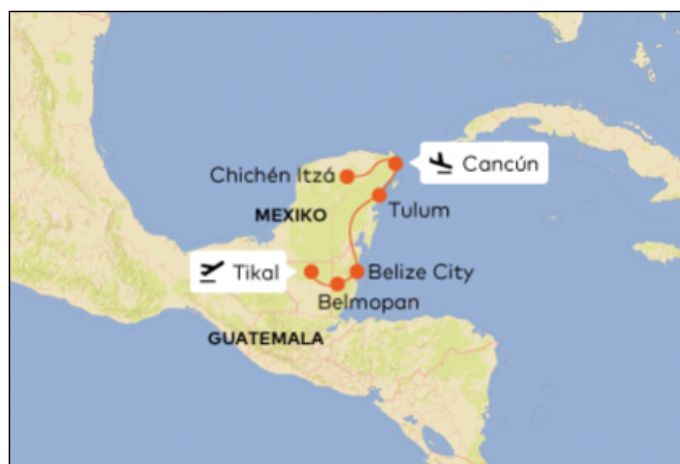 Cancún
Chichén Itzá
Tulum
MEXIKO
Tikal
Belize City
Belmopan
GUATEMALA